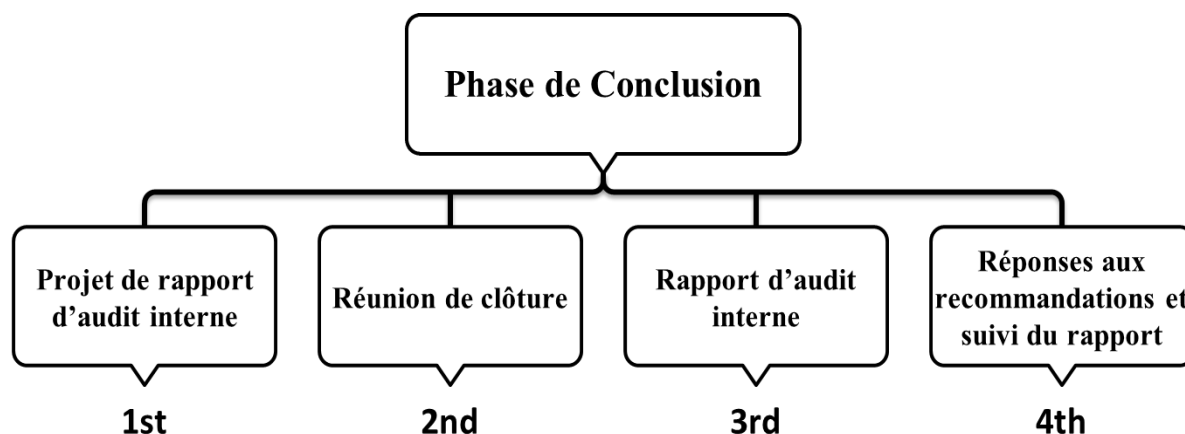 Phase de Conclusion
Projet de rapport
d’audit interne
Réunion de clôture
Rapport d’audit
interne
Réponses aux
recommandations et
suivi du rapport
1st
2nd
3rd
4th